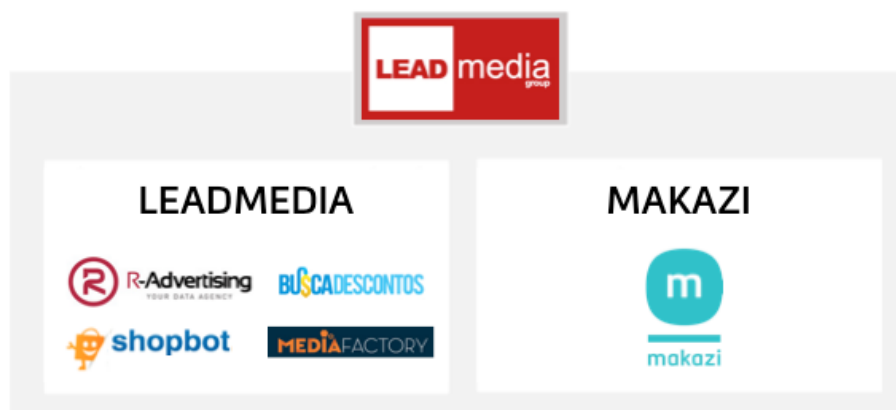 LEAD media
group
LEADMEDIA
R R-Advertising
YOUR DATA AGENCY
BUSCADESCONTOS
shopbot
MEDIAFACTORY
MAKAZI
m
makazi